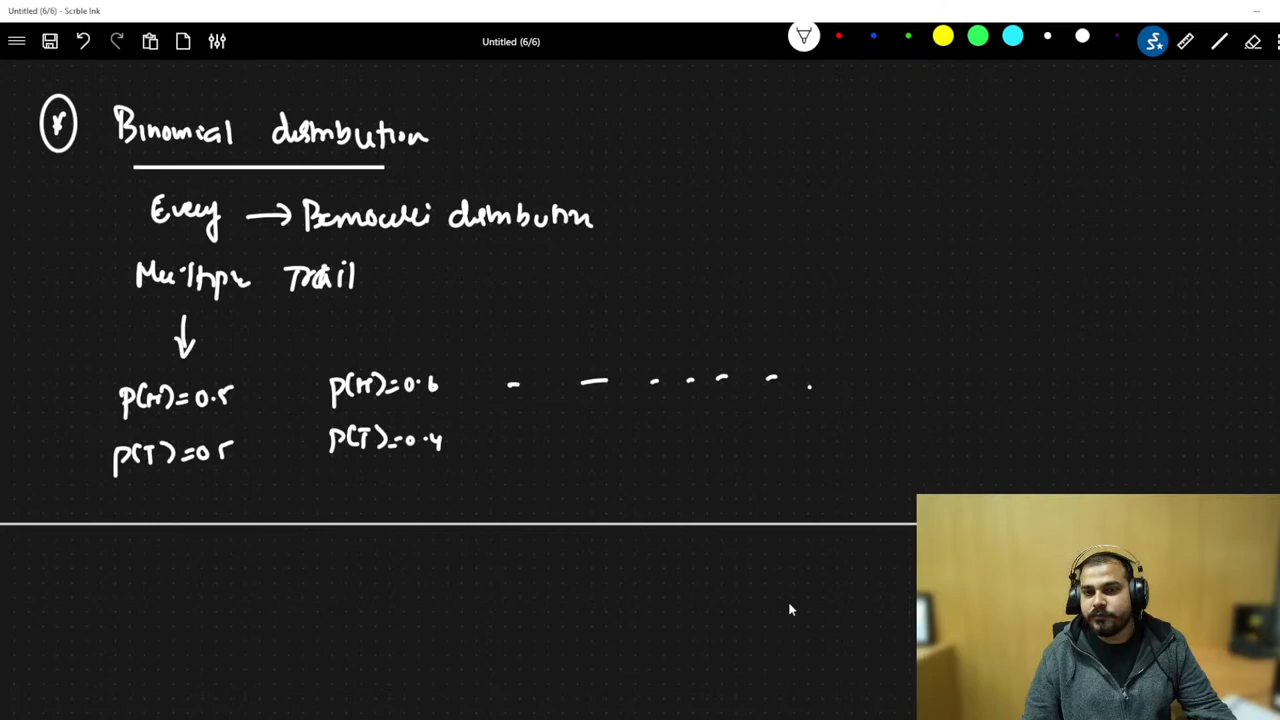 Untitled (6/6) - Scrble Ink
Untitled (6/6)
Binomial distribution
Every → Bernoulli distribution
Multiple Trail
P(H)=0.5 P(H)=0.6 - - - - - - .
P(T)=0.5 P(T)=0.4